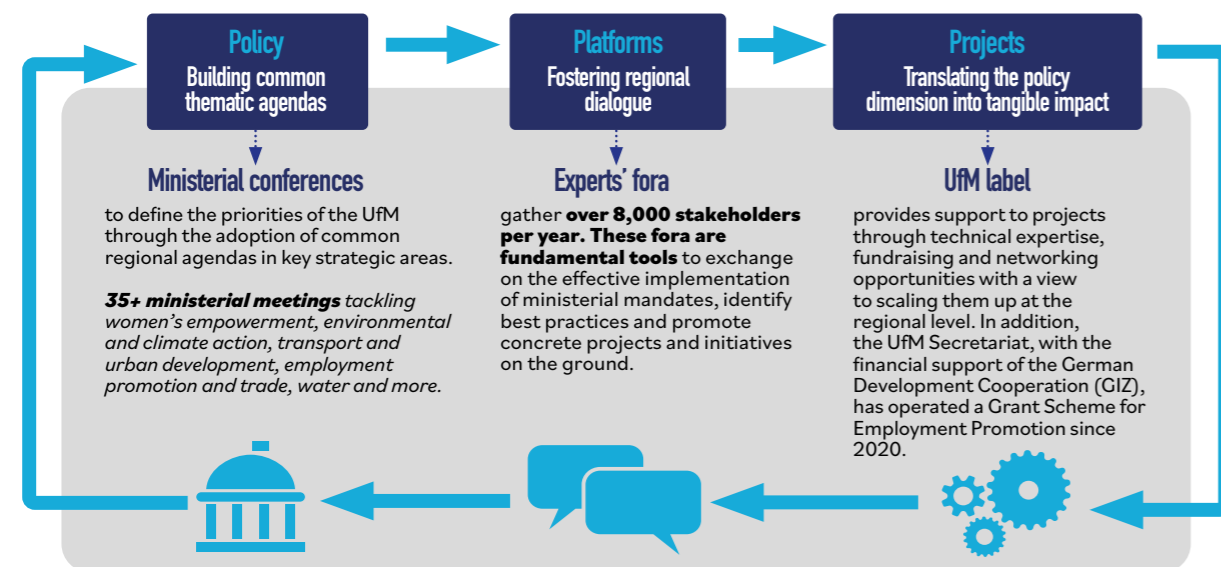 Policy
Building common
thematic agendas
Platforms
Fostering regional
dialogue
Projects
Translating the policy
dimension into tangible impact
Ministerial conferences
to define the priorities of the UfM
through the adoption of common
regional agendas in key strategic areas.
35+ ministerial meetings tackling
women's empowerment, environmental
and climate action, transport and
urban development, employment
promotion and trade, water and more.
Experts' fora
gather over 8,000 stakeholders
per year. These fora are
fundamental tools to exchange
on the effective implementation
of ministerial mandates, identify
best practices and promote
concrete projects and initiatives
on the ground.
UfM label
provides support to projects
through technical expertise,
fundraising and networking
opportunities with a view
to scaling them up at the
regional level. In addition,
the UfM Secretariat, with the
financial support of the German
Development Cooperation (GIZ),
has operated a Grant Scheme for
Employment Promotion since
2020.